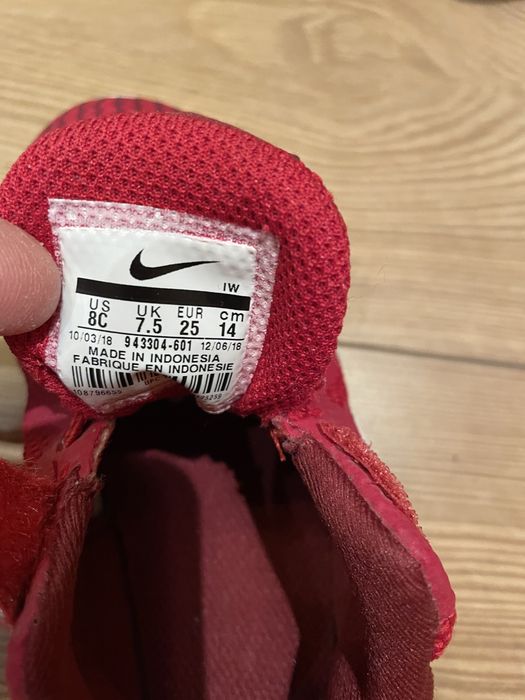 IW
US UK EUR cm
8C 7.5 25 14
10/03/18 943304-601 12/06/18
MADE IN INDONESIA
FABRIQUE EN INDONESIE